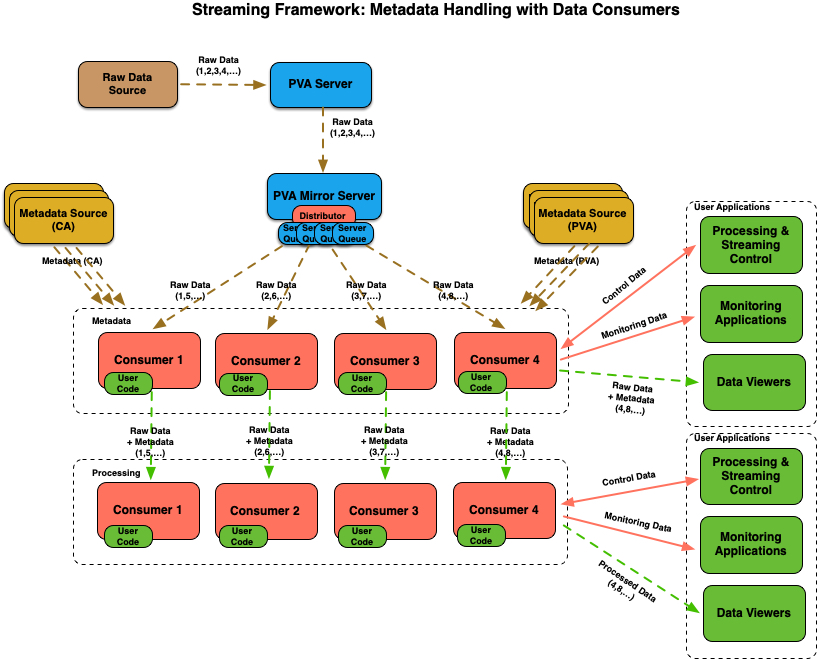 Streaming Framework: Metadata Handling with Data Consumers
Raw Data
Source
Raw Data
(1,2,3,4,...)
PVA Server
Raw Data
(1,2,3,4,...)
Metadata Source
(CA)
Metadata (CA)
PVA Mirror Server
Distributor
Server
Queue
Metadata Source
(PVA)
Metadata (PVA)
Raw Data
(1,5,...)
Raw Data
(2,6,...)
Raw Data
(3,7,...)
Raw Data
(4,8,...)
Metadata
Consumer 1
User
Code
Consumer 2
User
Code
Consumer 3
User
Code
Consumer 4
User
Code
Control Data
Monitoring Data
Raw Data
+ Metadata
(4,8,...)
User Applications
Processing &
Streaming
Control
Monitoring
Applications
Data Viewers
Raw Data
+ Metadata
(1,5,...)
Raw Data
+ Metadata
(2,6,...)
Raw Data
+ Metadata
(3,7,...)
Raw Data
+ Metadata
(4,8,...)
Processing
Consumer 1
User
Code
Consumer 2
User
Code
Consumer 3
User
Code
Consumer 4
User
Code
Control Data
Monitoring Data
Processed Data
(4,8,...)
User Applications
Processing &
Streaming
Control
Monitoring
Applications
Data Viewers